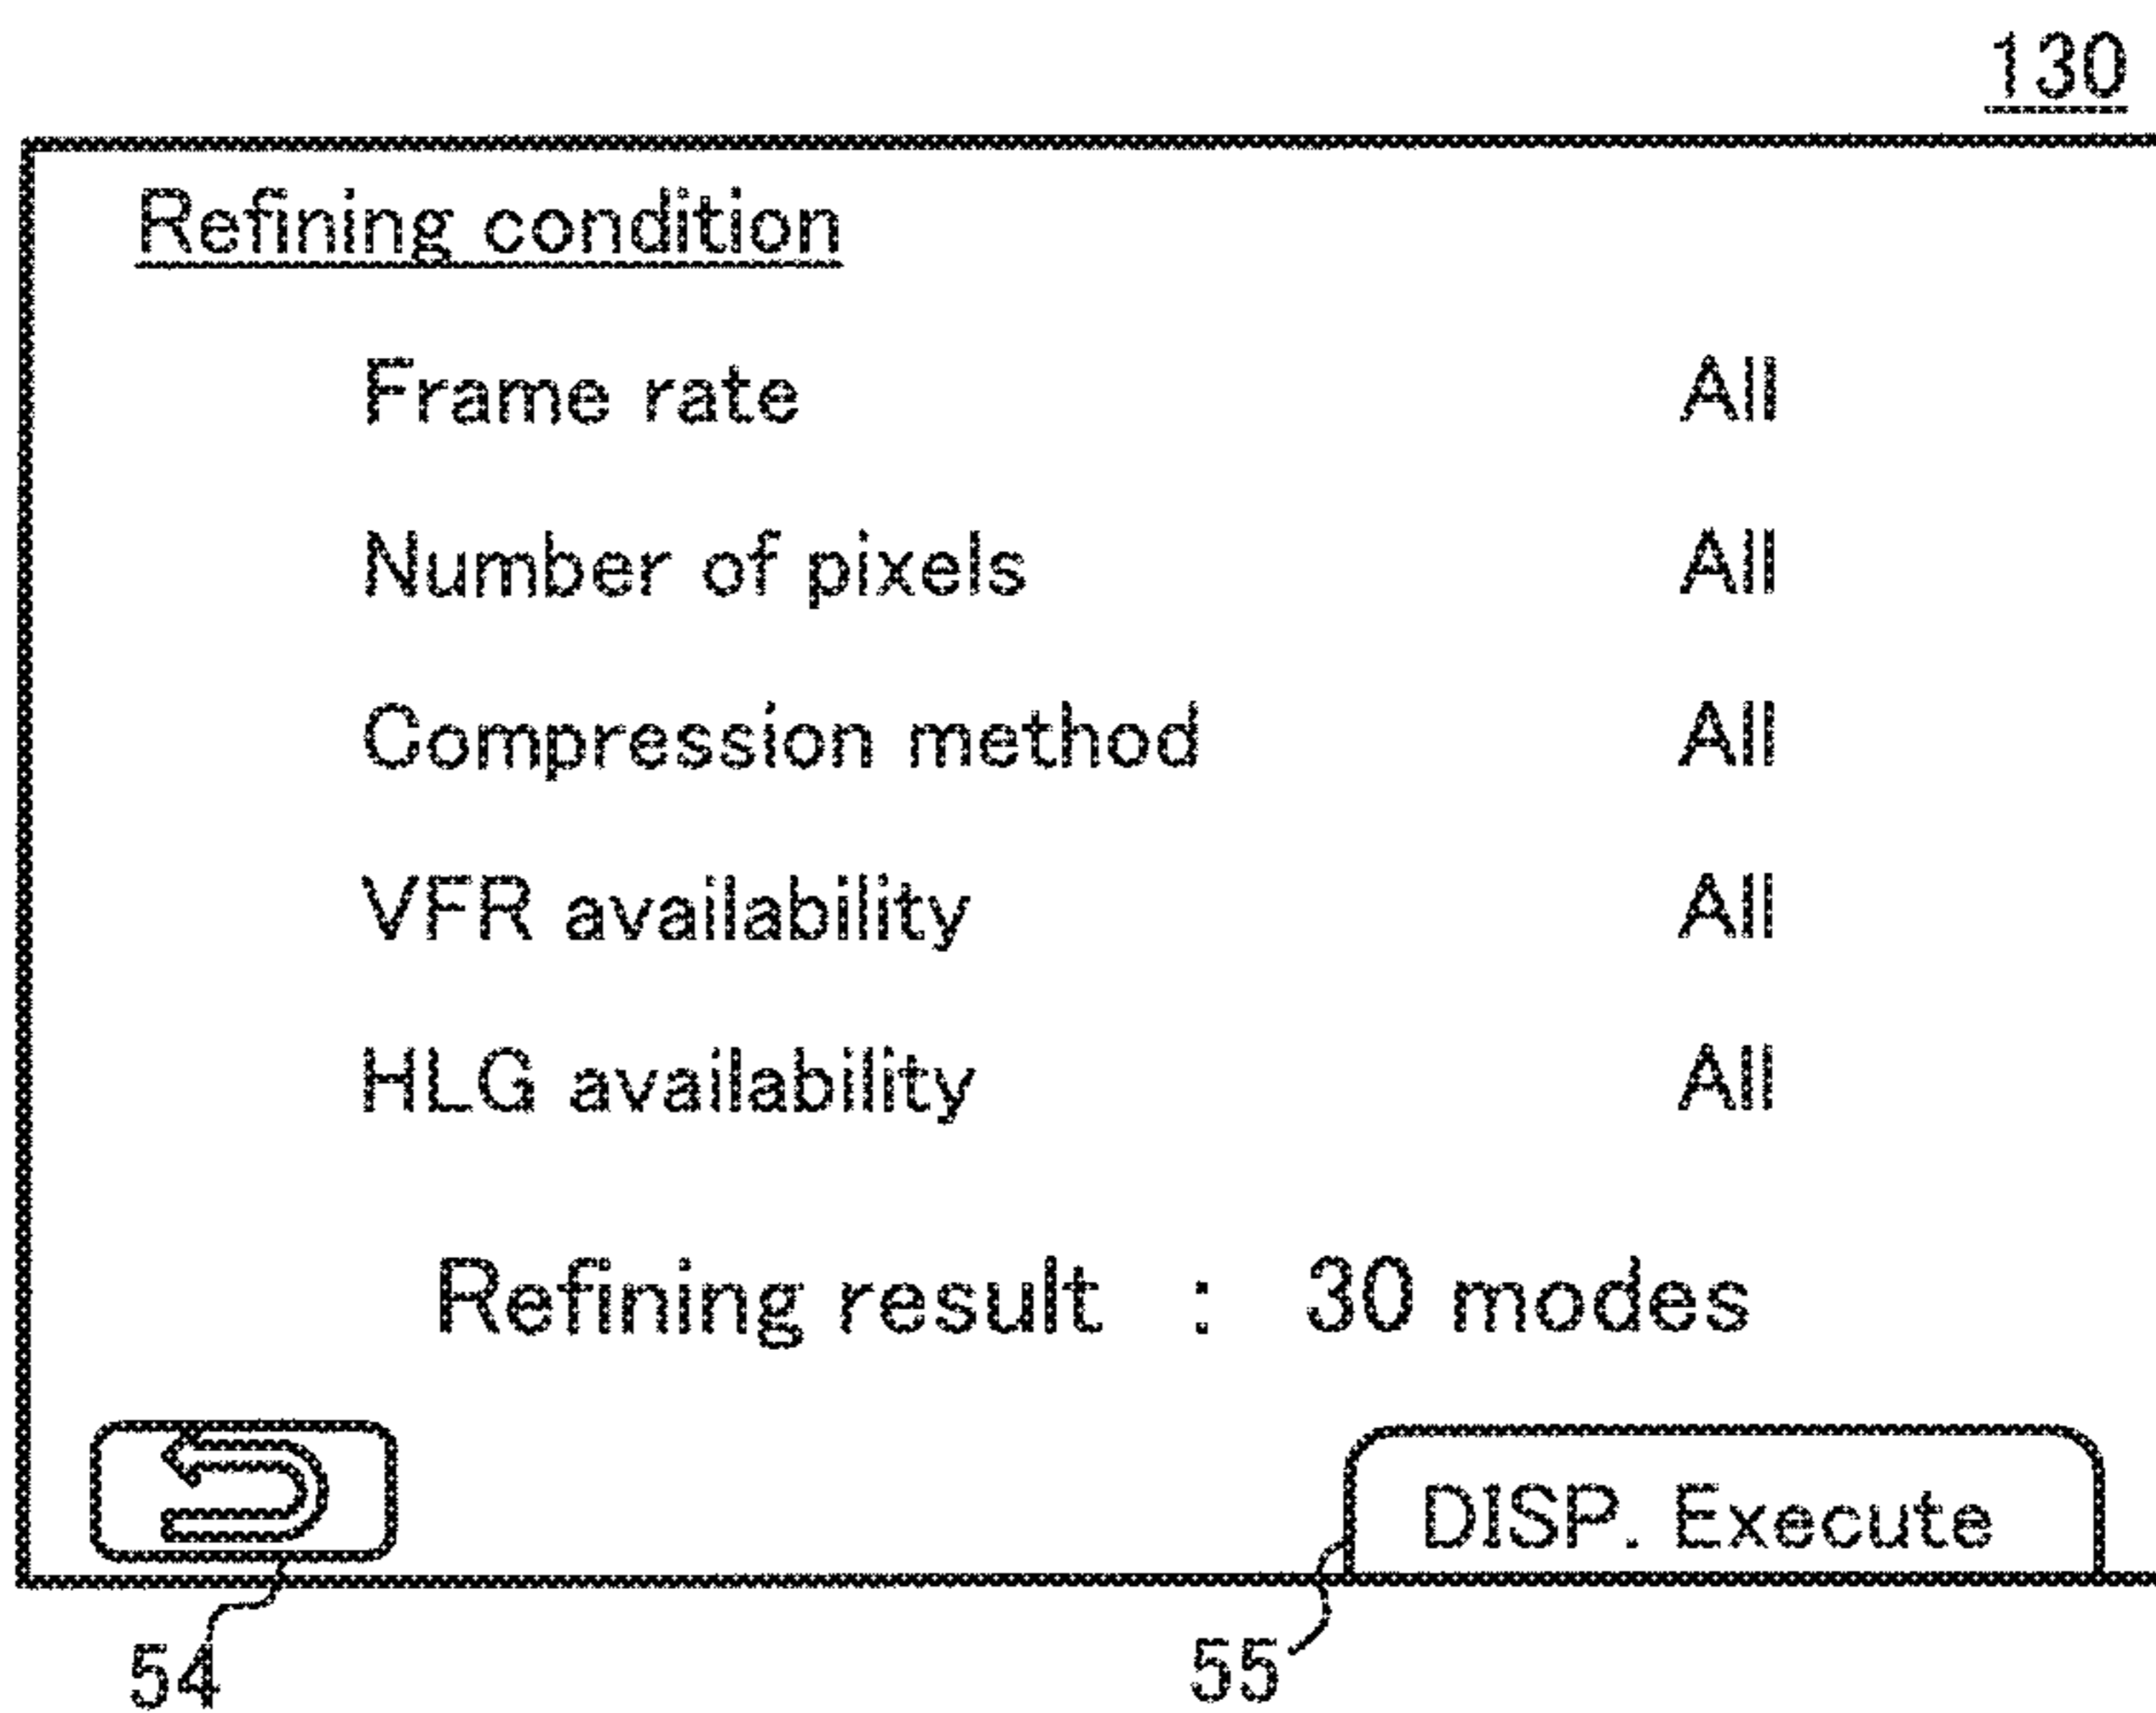 130
Refining condition
Frame rate All
Number of pixels All
Compression method All
VFR availability All
HLG availability All
Refining result : 30 modes
DISP. Execute
54 55